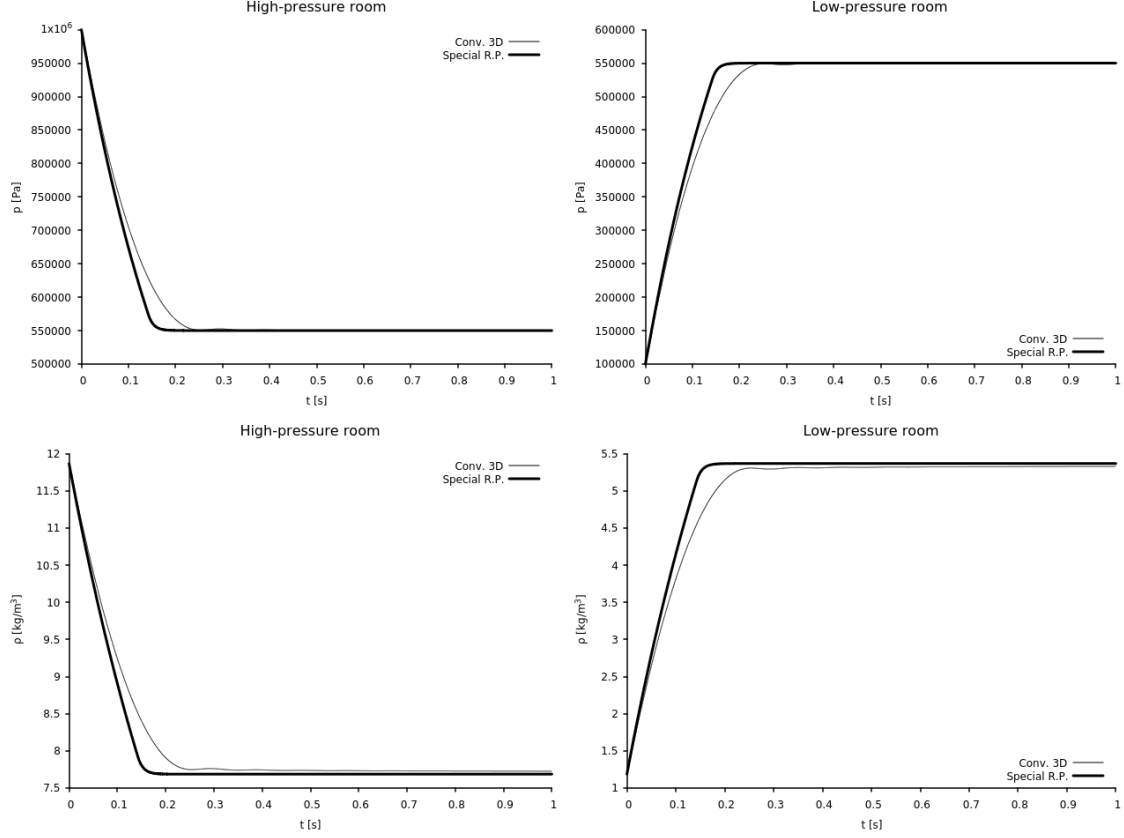 High-pressure room
Conv. 3D
Special R.P.
1x10⁶
950000
900000
850000
800000
750000
700000
650000
600000
550000
500000
p [Pa]
0 0.1 0.2 0.3 0.4 0.5 0.6 0.7 0.8 0.9 1
t [s]
Low-pressure room
600000
550000
500000
450000
400000
350000
300000
250000
200000
150000
100000
p [Pa]
Conv. 3D
Special R.P.
0 0.1 0.2 0.3 0.4 0.5 0.6 0.7 0.8 0.9 1
t [s]
High-pressure room
Conv. 3D
Special R.P.
12
11.5
11
10.5
10
9.5
9
8.5
8
7.5
ρ [kg/m³]
0 0.1 0.2 0.3 0.4 0.5 0.6 0.7 0.8 0.9 1
t [s]
Low-pressure room
5.5
5
4.5
4
3.5
3
2.5
2
1.5
1
ρ [kg/m³]
Conv. 3D
Special R.P.
0 0.1 0.2 0.3 0.4 0.5 0.6 0.7 0.8 0.9 1
t [s]